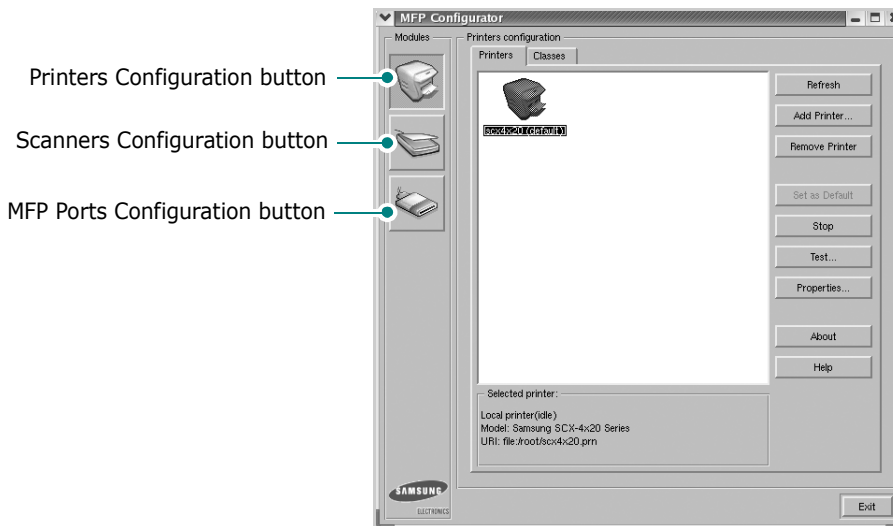 MFP Configurator
Modules
Printers configuration
Printers Classes
Printers Configuration button
Scanners Configuration button
MFP Ports Configuration button
scx4x20 (default)
Refresh
Add Printer...
Remove Printer
Set as Default
Stop
Test...
Properties...
About
Help
Selected printer:
Local printer(idle)
Model: Samsung SCX-4x20 Series
URI: file:/root/scx4x20.prn
SAMSUNG
ELECTRONICS
Exit